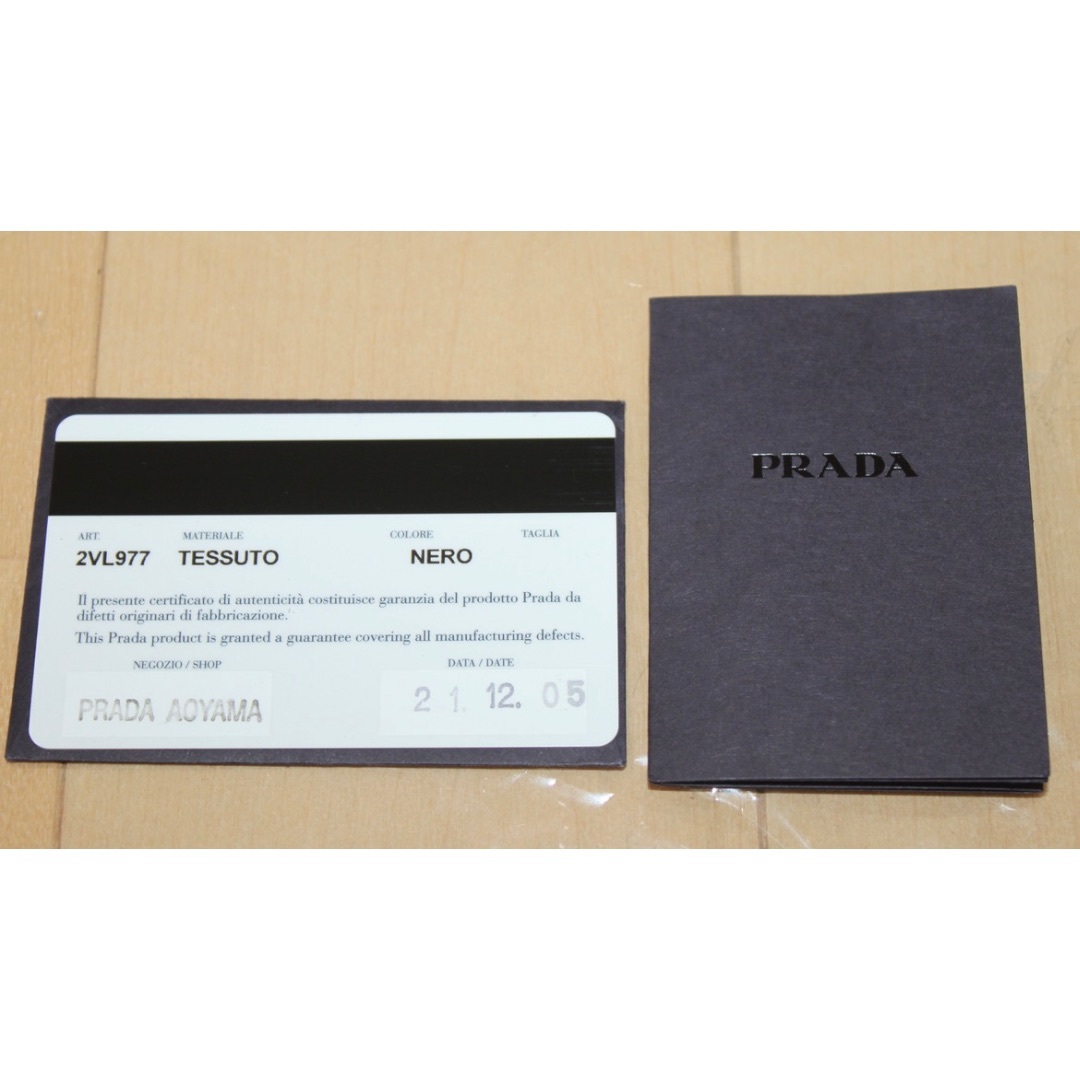 ART. MATERIALE COLORE TAGLIA
2VL977 TESSUTO NERO
Il presente certificato di autenticità costituisce garanzia del prodotto Prada da
difetti originari di fabbricazione.
This Prada product is granted a guarantee covering all manufacturing defects.
NEGOZIO / SHOP DATA / DATE
PRADA AOYAMA 21. 12. 05
PRADA